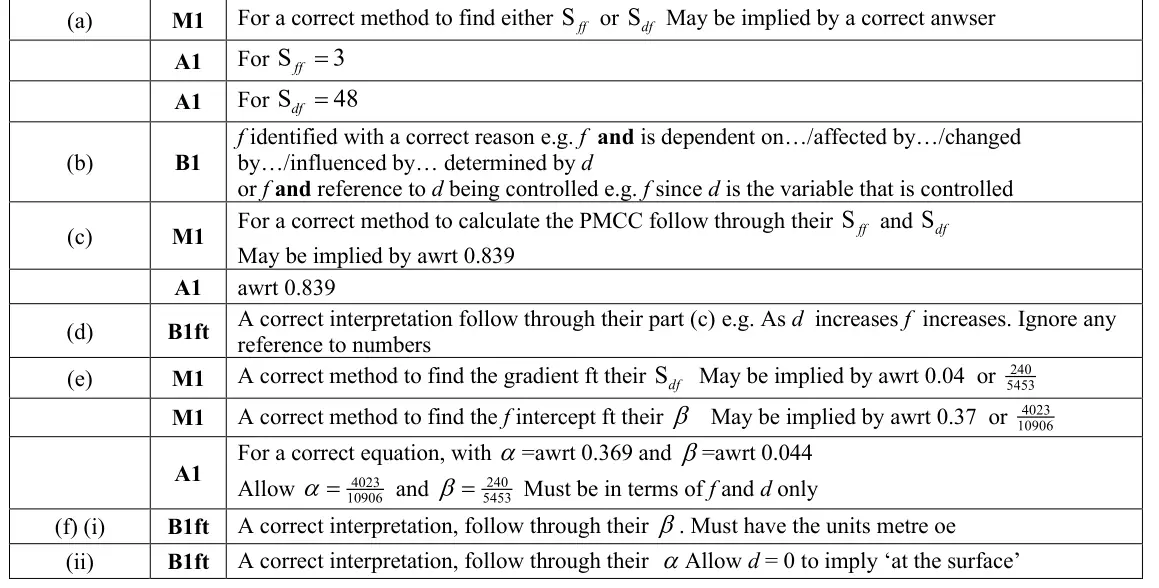 (a) M1 For a correct method to find either S_ff or S_df May be implied by a correct anwser
A1 For S_ff = 3
A1 For S_df = 48
(b) B1 f identified with a correct reason e.g. f and is dependent on…/affected by…/changed
by…/influenced by… determined by d
or f and reference to d being controlled e.g. f since d is the variable that is controlled
(c) M1 For a correct method to calculate the PMCC follow through their S_ff and S_df
May be implied by awrt 0.839
A1 awrt 0.839
(d) B1ft A correct interpretation follow through their part (c) e.g. As d increases f increases. Ignore any
reference to numbers
(e) M1 A correct method to find the gradient ft their S_df May be implied by awrt 0.04 or 240/5453
M1 A correct method to find the f intercept ft their β May be implied by awrt 0.37 or 4023/10906
A1 For a correct equation, with α =awrt 0.369 and β =awrt 0.044
Allow α = 4023/10906 and β = 240/5453 Must be in terms of f and d only
(f) (i) B1ft A correct interpretation, follow through their β . Must have the units metre oe
(ii) B1ft A correct interpretation, follow through their α Allow d = 0 to imply ‘at the surface’